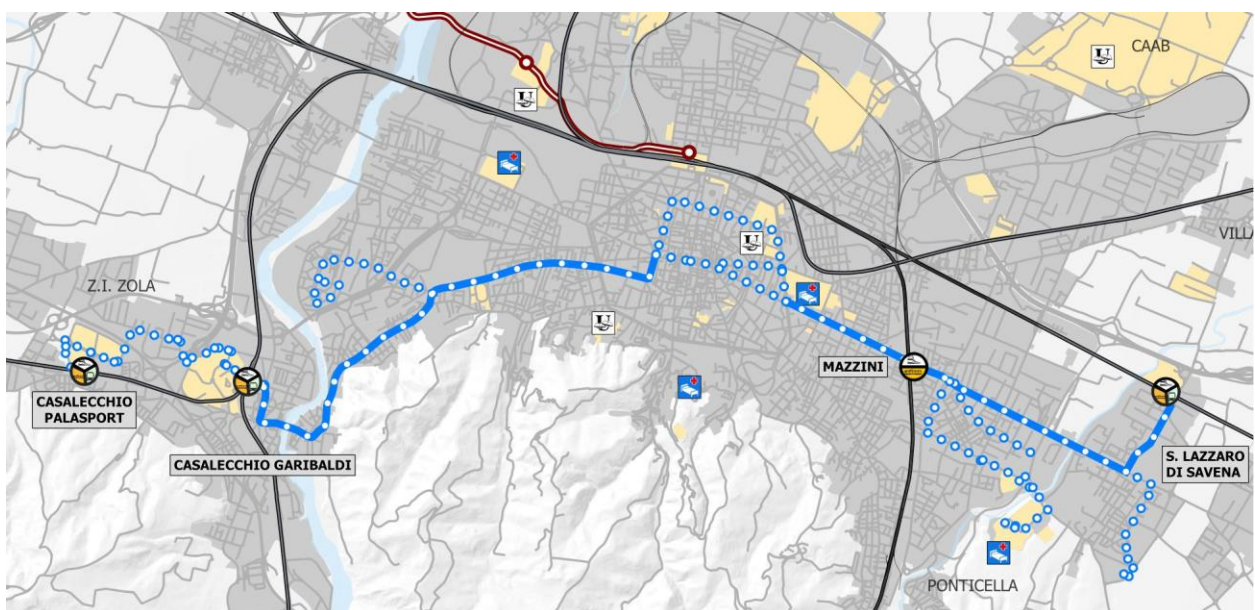 CAAB
VILLA
Z.I. ZOLA
MAZZINI
CASALECCHIO
PALASPORT
CASALECCHIO GARIBALDI
S. LAZZARO
DI SAVENA
PONTICELLA
U
U
U
U